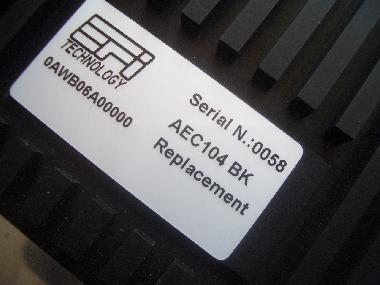 EFI
TECHNOLOGY
0AWB06A00000
Serial N.:0058
AEC104 BK
Replacement